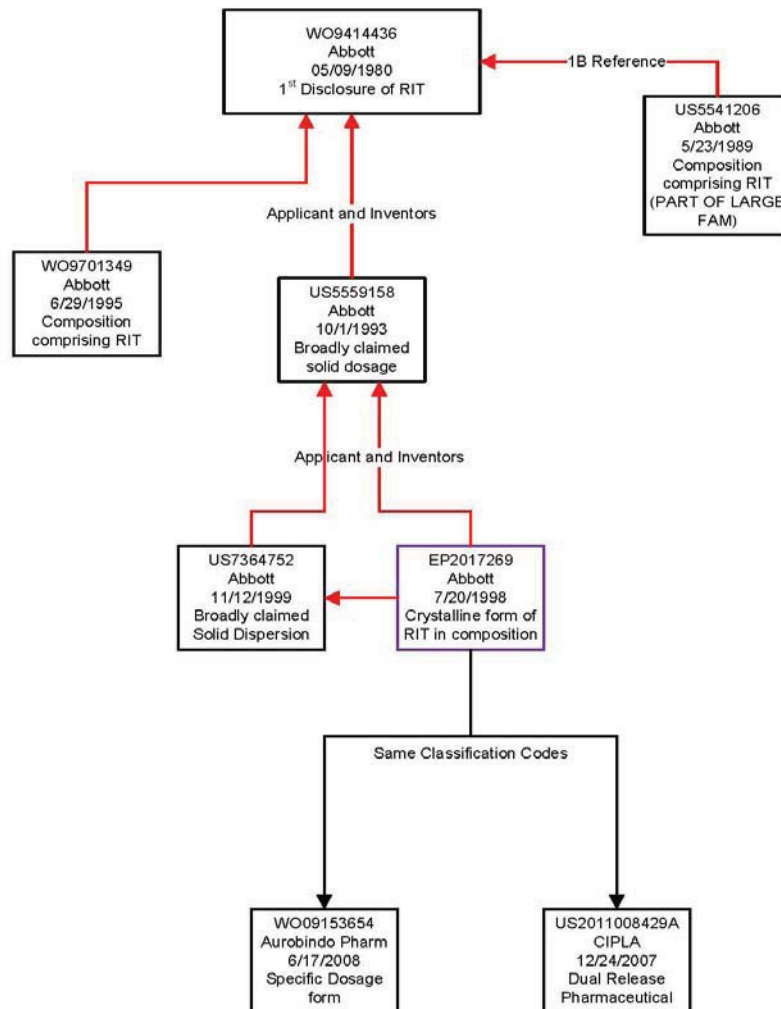 WO9414436
Abbott
05/09/1980
1st Disclosure of RIT
1B Reference
US5541206
Abbott
5/23/1989
Composition
comprising RIT
(PART OF LARGE
FAM)
Applicant and Inventors
WO9701349
Abbott
6/29/1995
Composition
comprising RIT
US5559158
Abbott
10/1/1993
Broadly claimed
solid dosage
Applicant and Inventors
US7364752
Abbott
11/12/1999
Broadly claimed
Solid Dispersion
EP2017269
Abbott
7/20/1998
Crystalline form of
RIT in composition
Same Classification Codes
WO09153654
Aurobindo Pharm
6/17/2008
Specific Dosage
form
US2011008429A
CIPLA
12/24/2007
Dual Release
Pharmaceutical